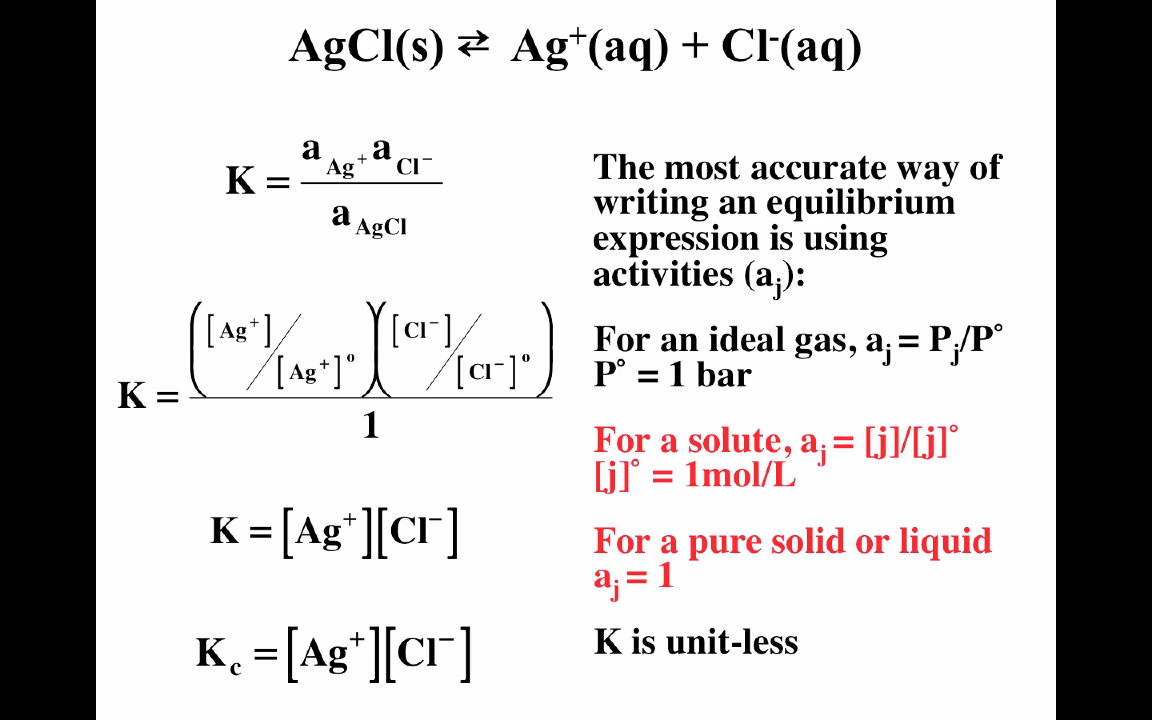 AgCl(s) ⇄ Ag⁺(aq) + Cl⁻(aq)
K = a_Ag⁺ a_Cl⁻ / a_AgCl
The most accurate way of
writing an equilibrium
expression is using
activities (aⱼ):
K = ([Ag⁺]/[Ag⁺]°)([Cl⁻]/[Cl⁻]°) / 1
For an ideal gas, aⱼ = Pⱼ/P°
P° = 1 bar
For a solute, aⱼ = [j]/[j]°
[j]° = 1mol/L
K = [Ag⁺][Cl⁻]
For a pure solid or liquid
aⱼ = 1
K_c = [Ag⁺][Cl⁻]
K is unit-less